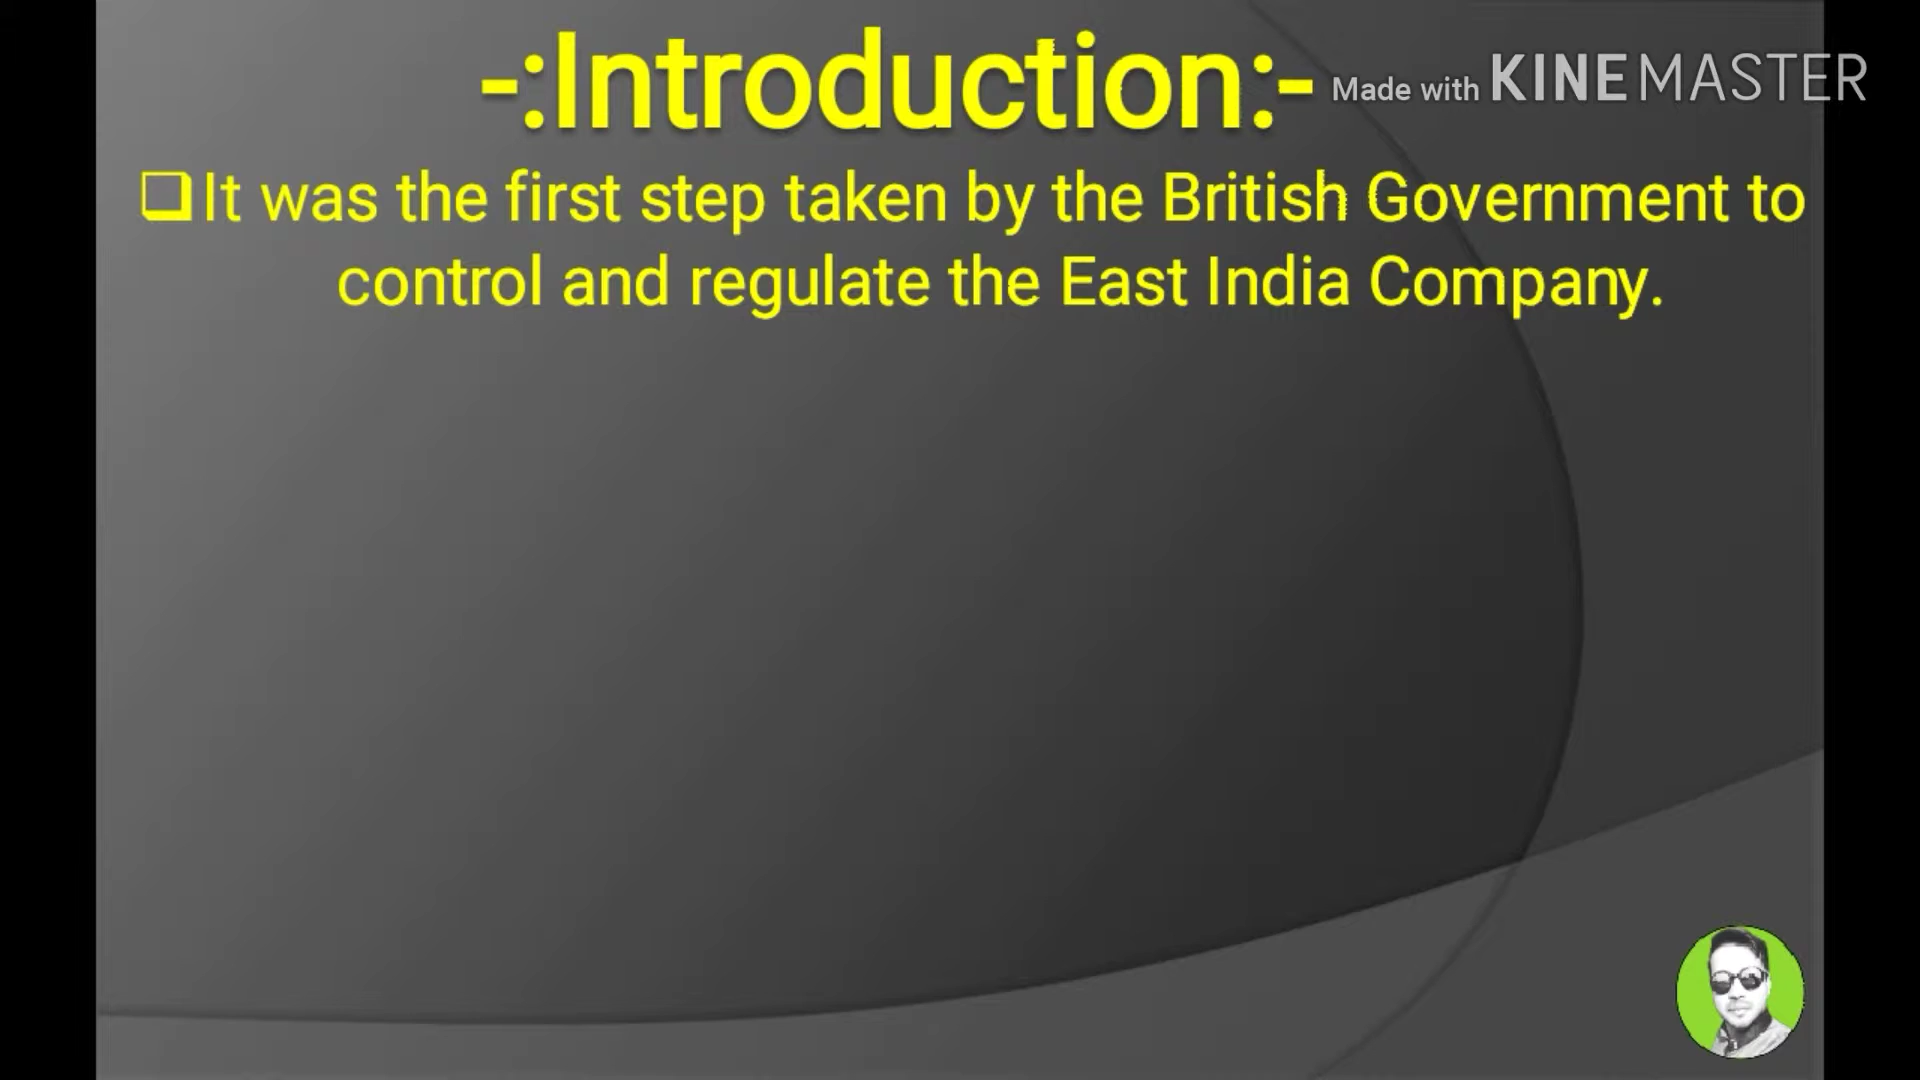 -:Introduction:-
Made with KINEMASTER
❑It was the first step taken by the British Government to
control and regulate the East India Company.